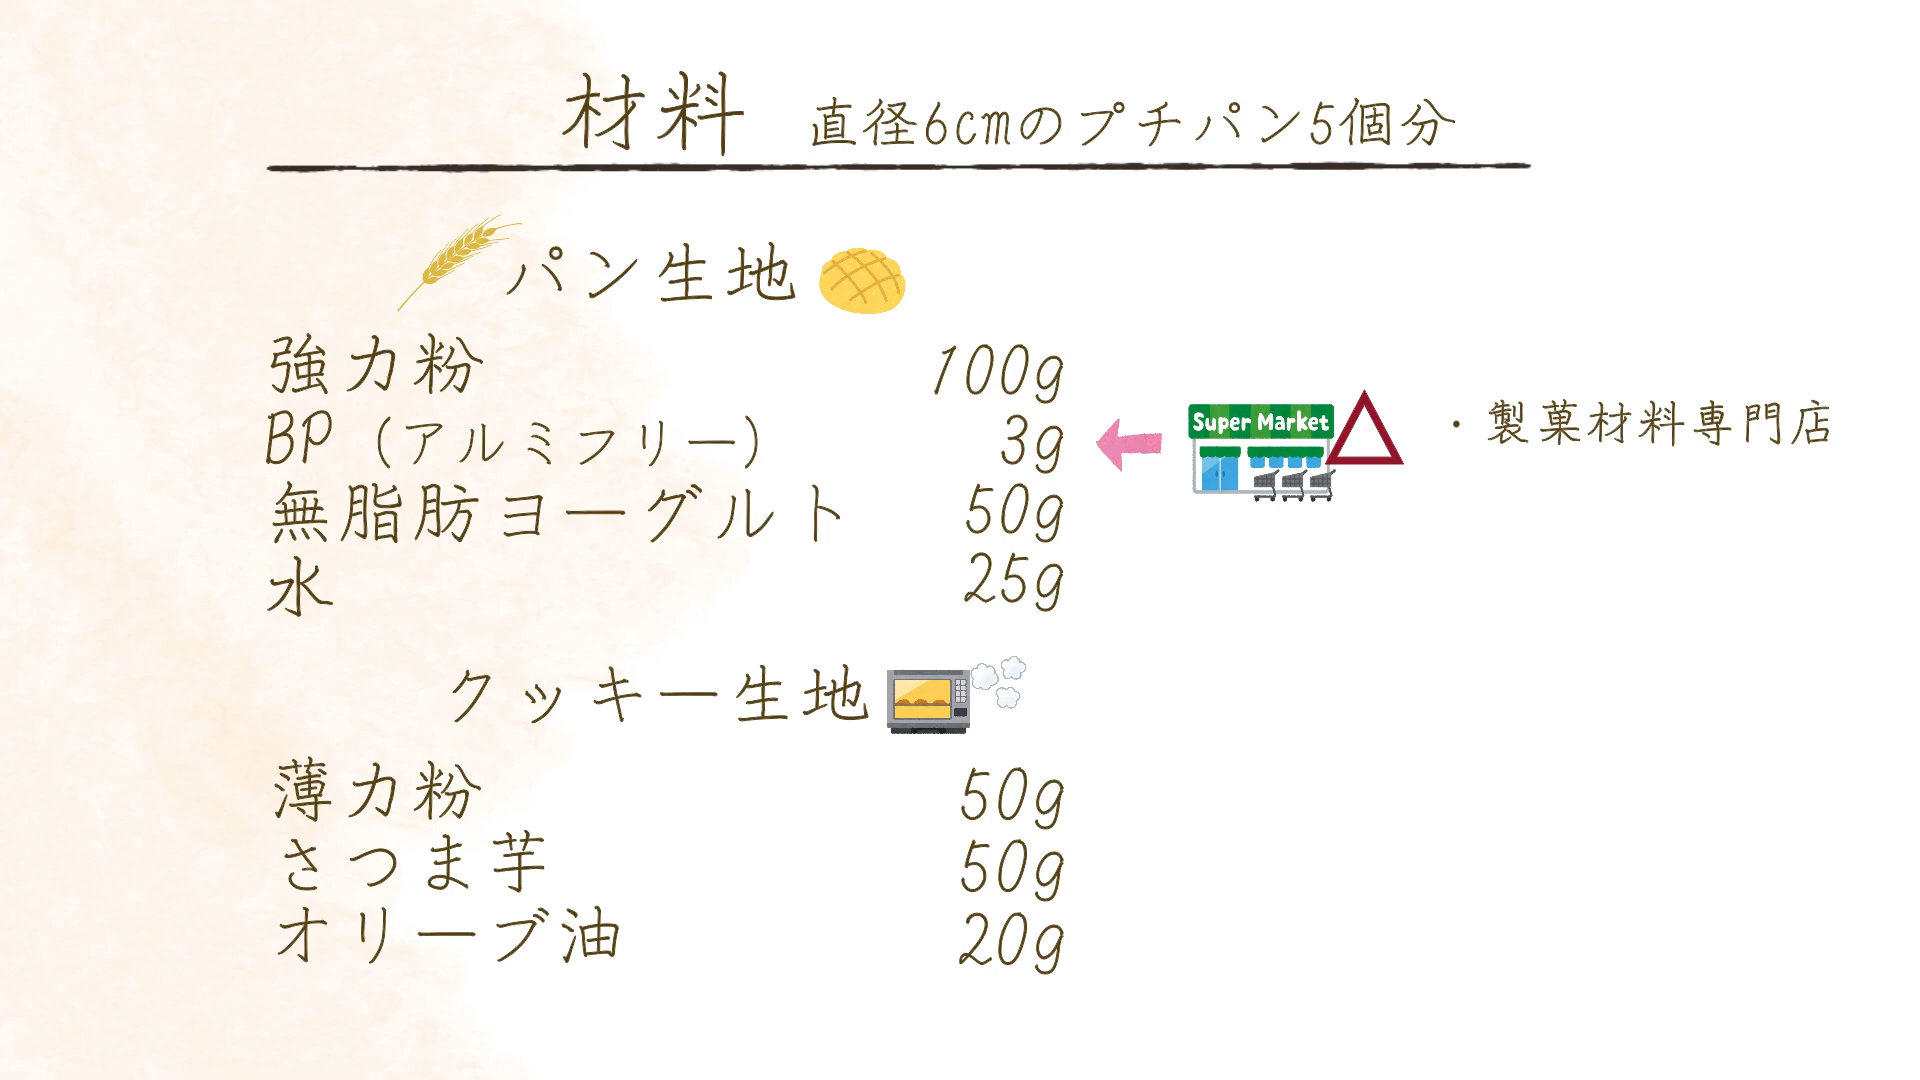 材料 直径6cmのプチパン5個分
パン生地
強力粉 100g
BP（アルミフリー） 3g
Super Market
・製菓材料専門店
無脂肪ヨーグルト 50g
水 25g
クッキー生地
薄力粉 50g
さつま芋 50g
オリーブ油 20g